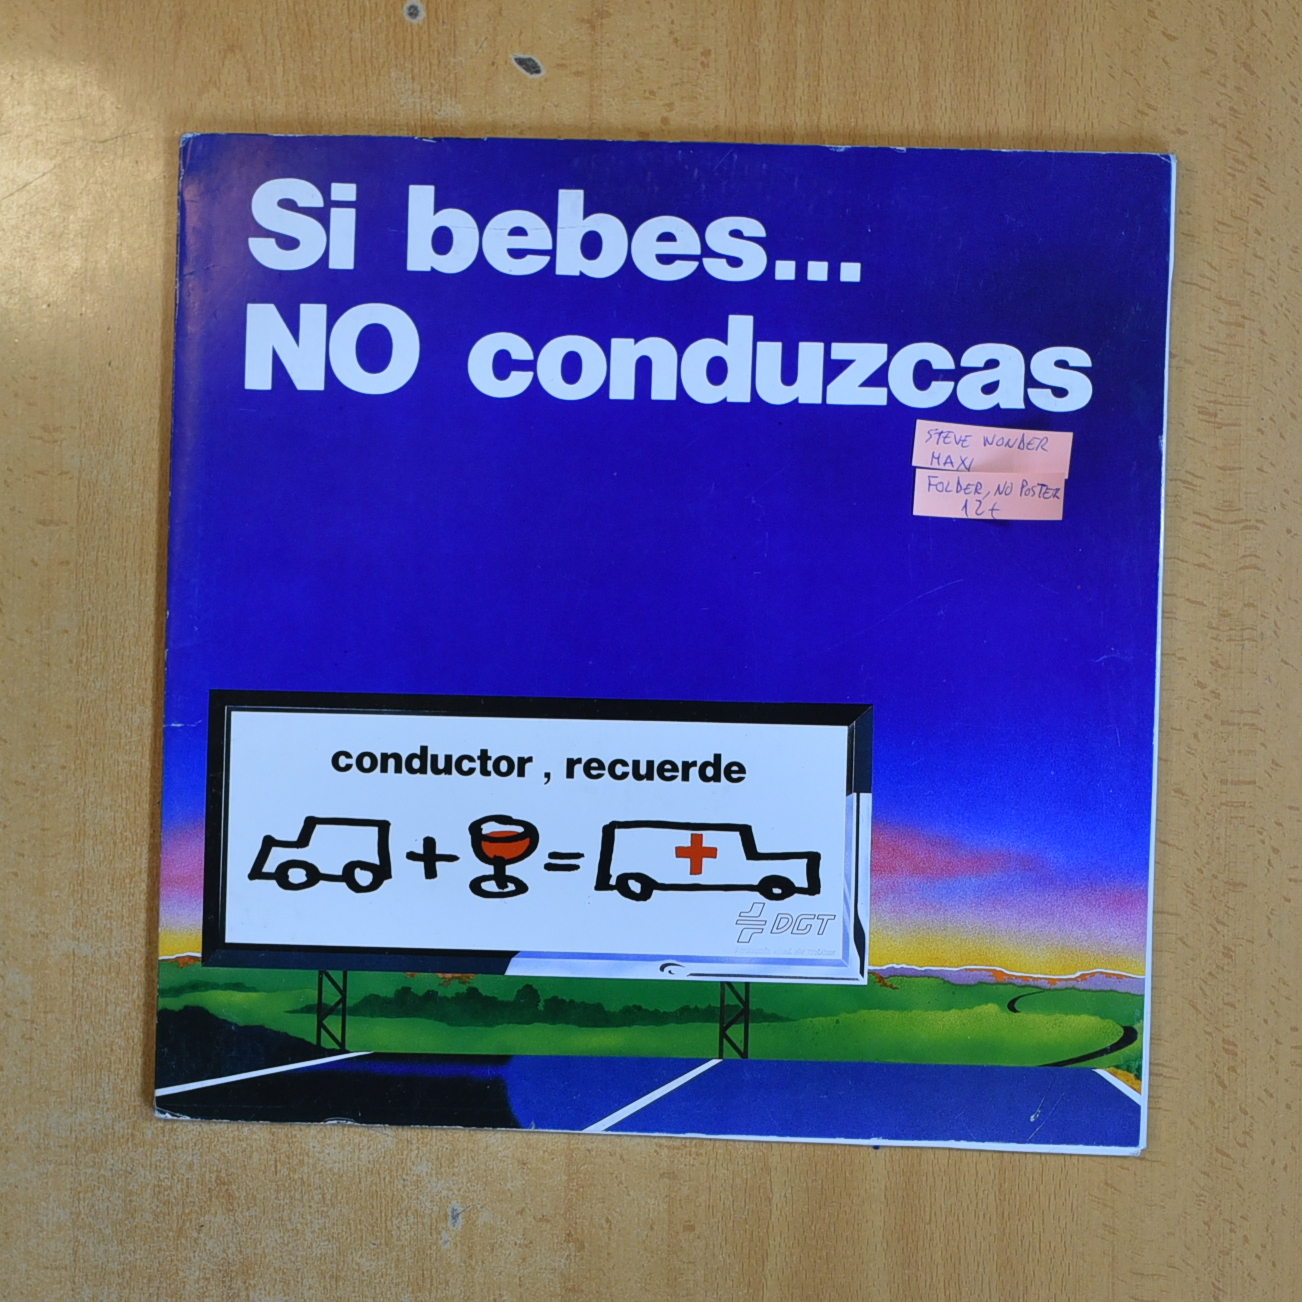 Si bebes...
NO conduzcas
STEVE WONDER
MAXI
FOLDER, NO POSTER
12€
conductor , recuerde
+ =
DGT